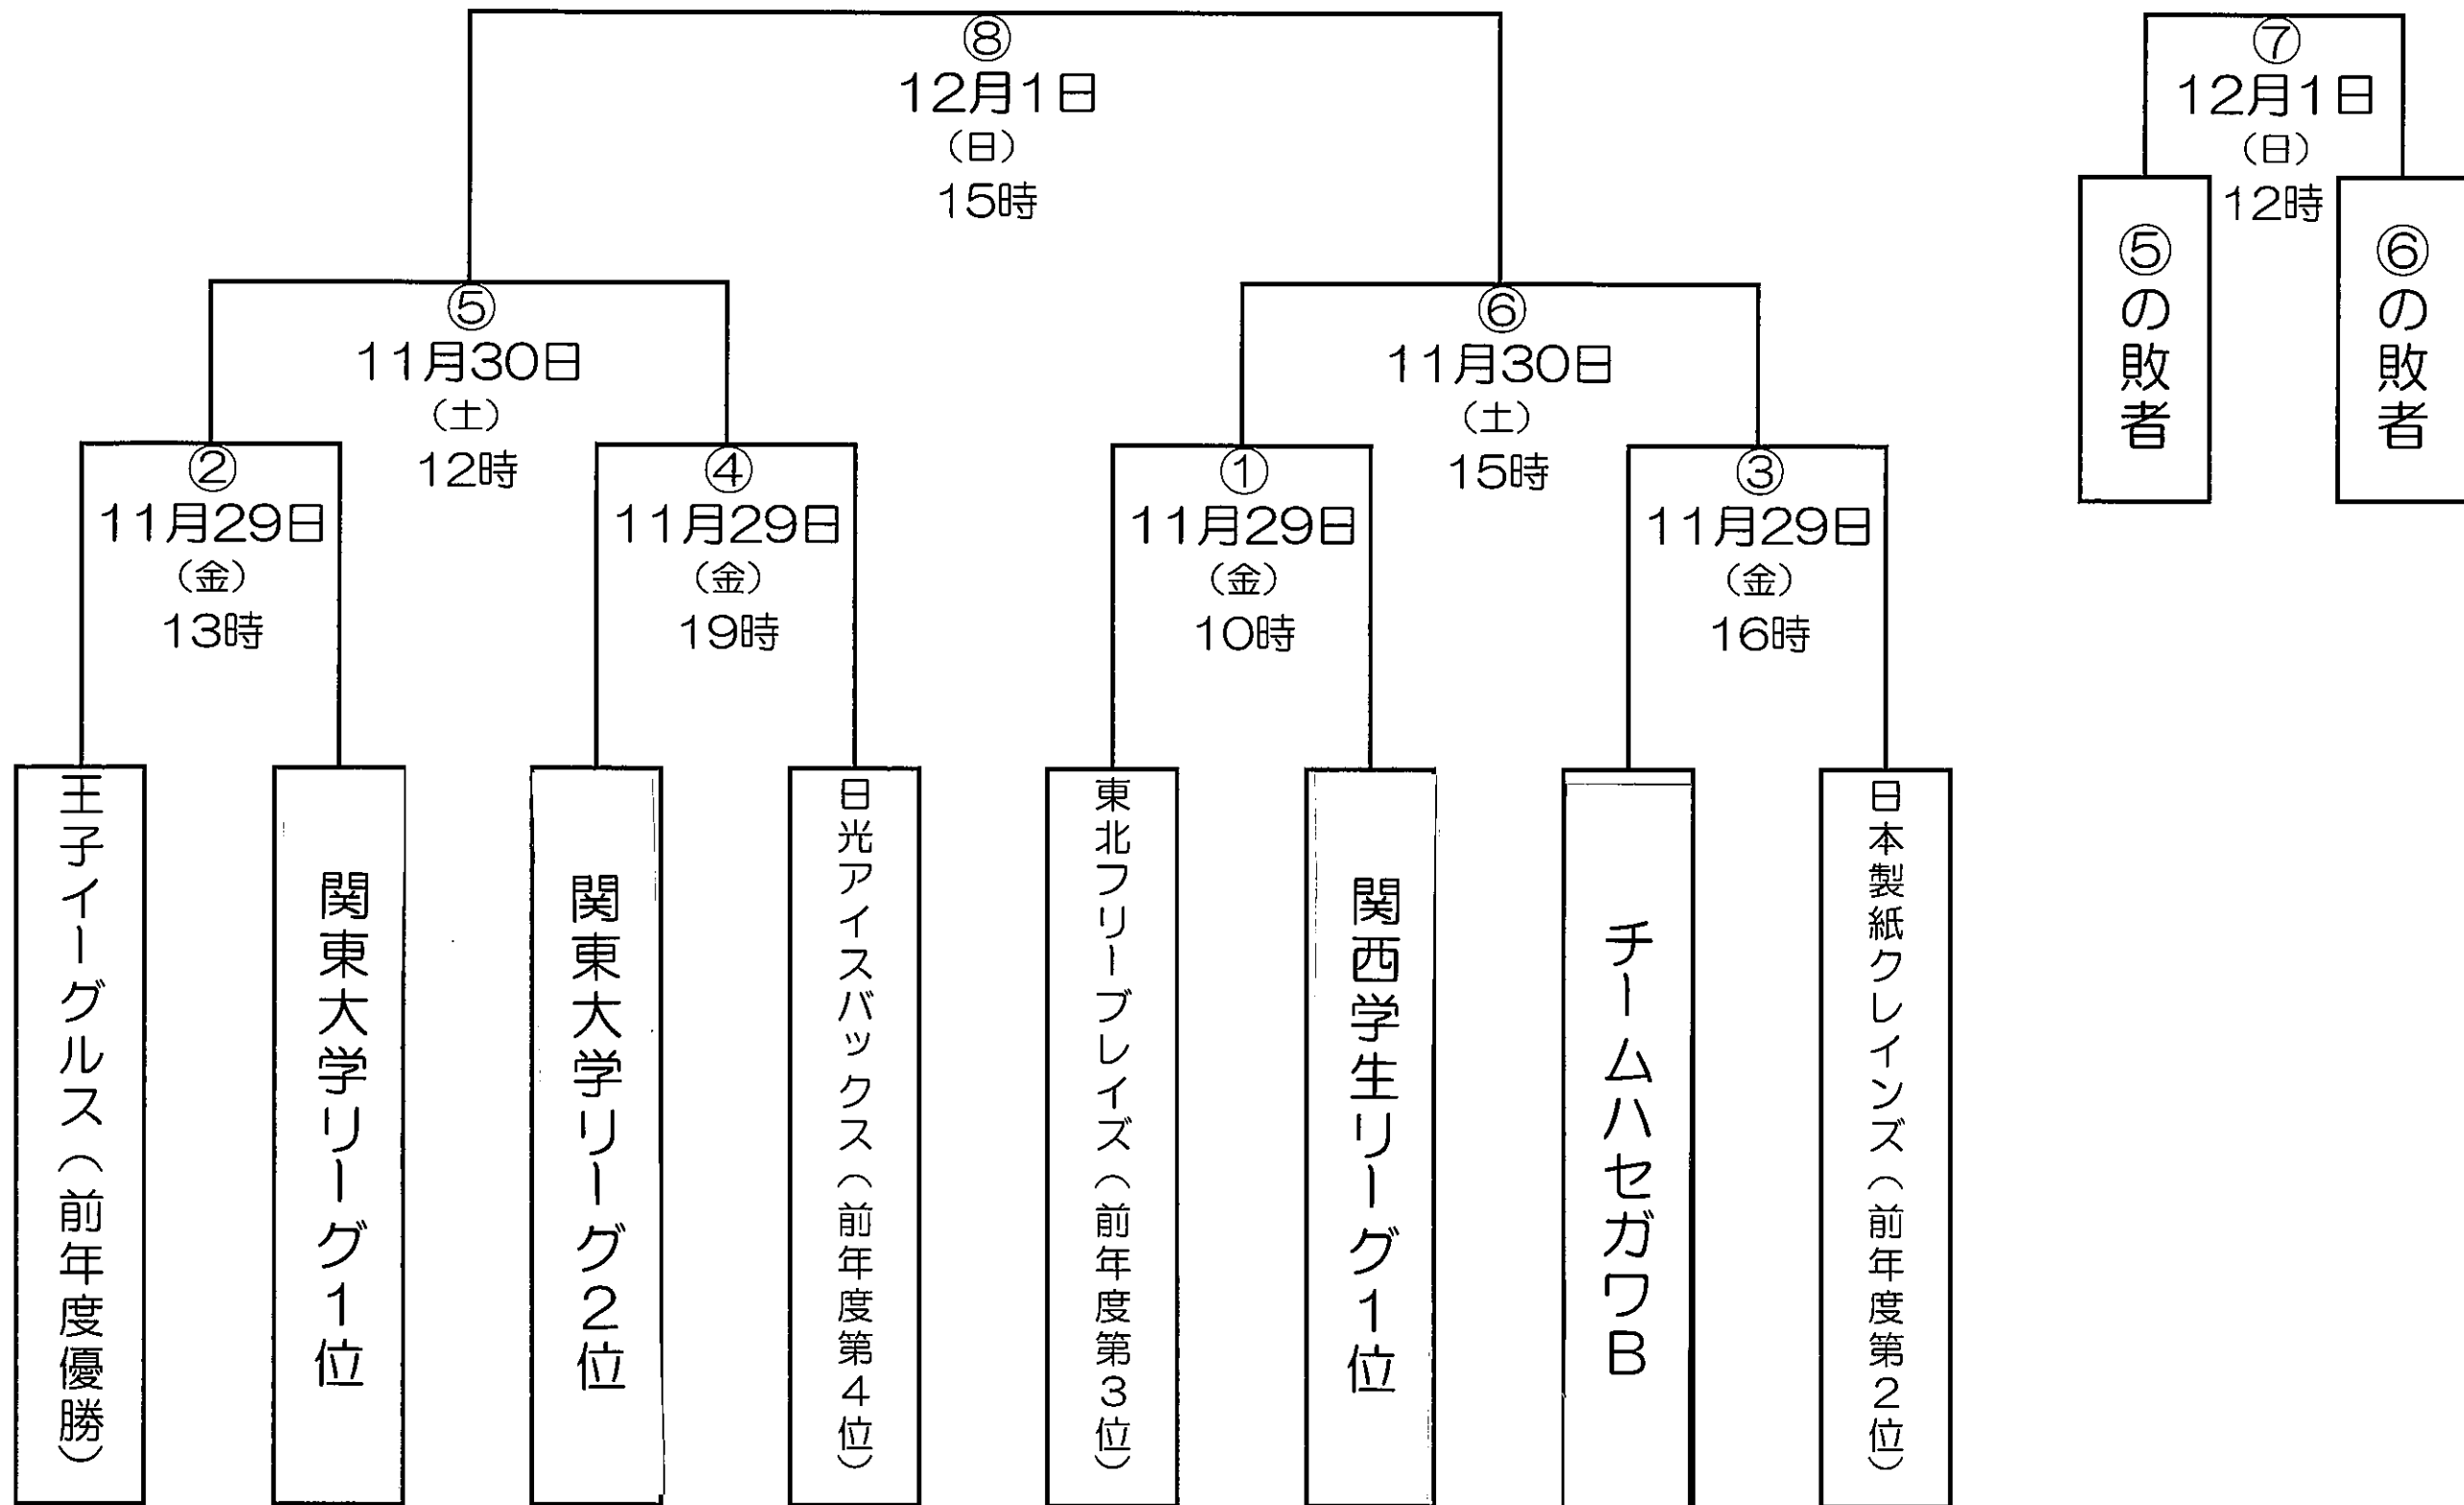 ⑧
12月1日
（日）
15時
⑦
12月1日
（日）
12時
⑤の敗者
⑥の敗者
⑤
11月30日
（土）
12時
⑥
11月30日
（土）
15時
②
11月29日
（金）
13時
④
11月29日
（金）
19時
①
11月29日
（金）
10時
③
11月29日
（金）
16時
王子イーグルス（前年度優勝）
関東大学リーグ1位
関東大学リーグ2位
日光アイスバックス（前年度第4位）
東北フリーブレイズ（前年度第3位）
関西学生リーグ1位
チームハセガワB
日本製紙クレインズ（前年度第2位）